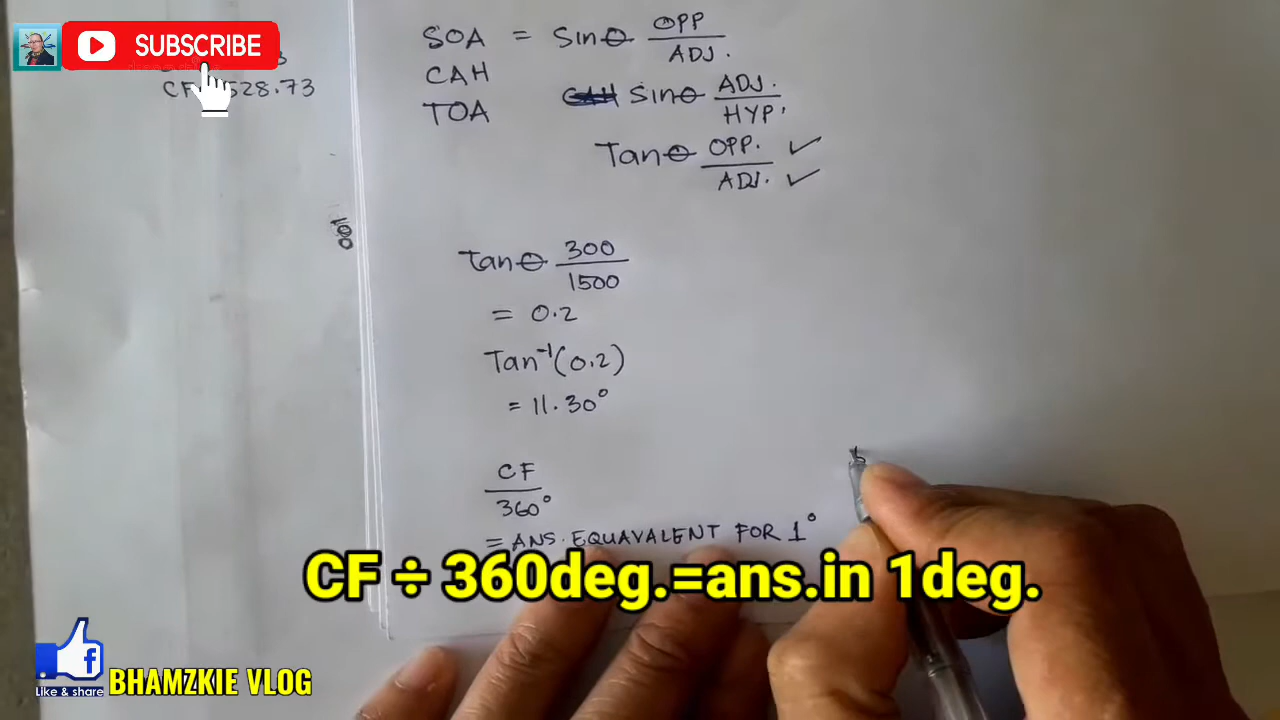 SUBSCRIBE
528.73
SOA = Sinθ OPP
ADJ.
CAH Sinθ ADJ.
HYP.
TOA
Tanθ OPP. ✓
ADJ. ✓
100
Tanθ 300
1500
= 0.2
Tan⁻¹(0.2)
= 11.30°
CF
360°
= ANS. EQUAVALENT FOR 1°
CF ÷ 360deg.=ans.in 1deg.
Like & share
BHAMZKIE VLOG